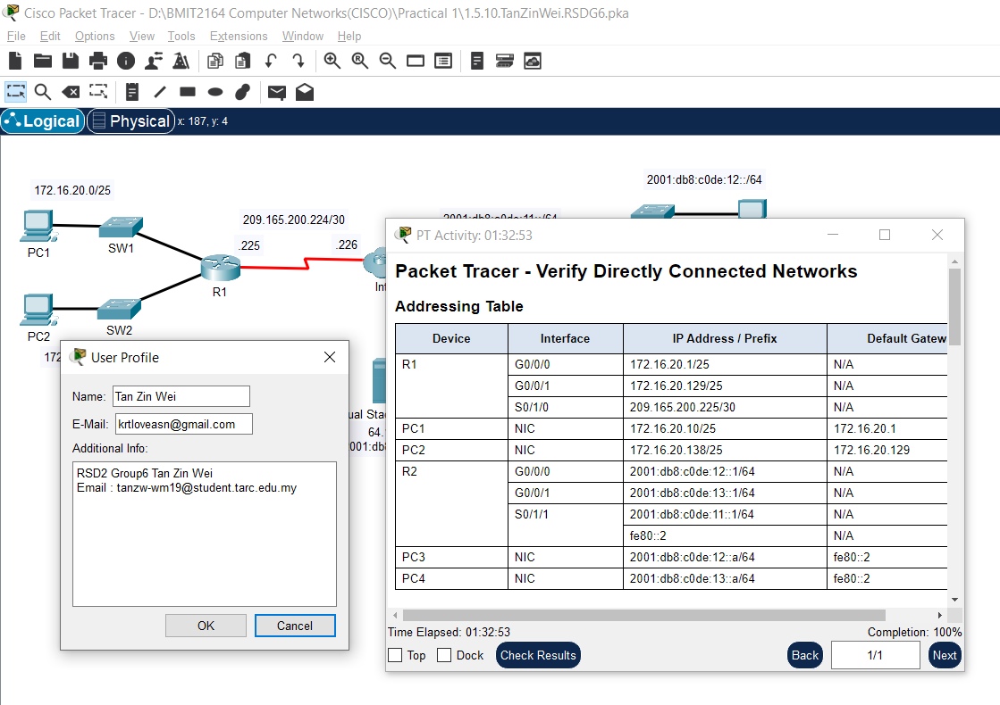 Cisco Packet Tracer - D:\BMIT2164 Computer Networks(CISCO)\Practical 1\1.5.10.TanZinWei.RSDG6.pka
File Edit Options View Tools Extensions Window Help
Logical Physical x: 187, y: 4
172.16.20.0/25
PC1
SW1
209.165.200.224/30
.225
.226
R1
PC2
SW2
172
Int
2001:db8:c0de:11::/64
2001:db8:c0de:12::/64
ual Stac
64.
2001:db8
User Profile
Name: Tan Zin Wei
E-Mail: krtloveasn@gmail.com
Additional Info:
RSD2 Group6 Tan Zin Wei
Email : tanzw-wm19@student.tarc.edu.my
OK Cancel
PT Activity: 01:32:53
Packet Tracer - Verify Directly Connected Networks
Addressing Table
Device Interface IP Address / Prefix Default Gatew
R1 G0/0/0 172.16.20.1/25 N/A
G0/0/1 172.16.20.129/25 N/A
S0/1/0 209.165.200.225/30 N/A
PC1 NIC 172.16.20.10/25 172.16.20.1
PC2 NIC 172.16.20.138/25 172.16.20.129
R2 G0/0/0 2001:db8:c0de:12::1/64 N/A
G0/0/1 2001:db8:c0de:13::1/64 N/A
S0/1/1 2001:db8:c0de:11::1/64 N/A
fe80::2 N/A
PC3 NIC 2001:db8:c0de:12::a/64 fe80::2
PC4 NIC 2001:db8:c0de:13::a/64 fe80::2
Time Elapsed: 01:32:53 Completion: 100%
Top Dock Check Results Back 1/1 Next